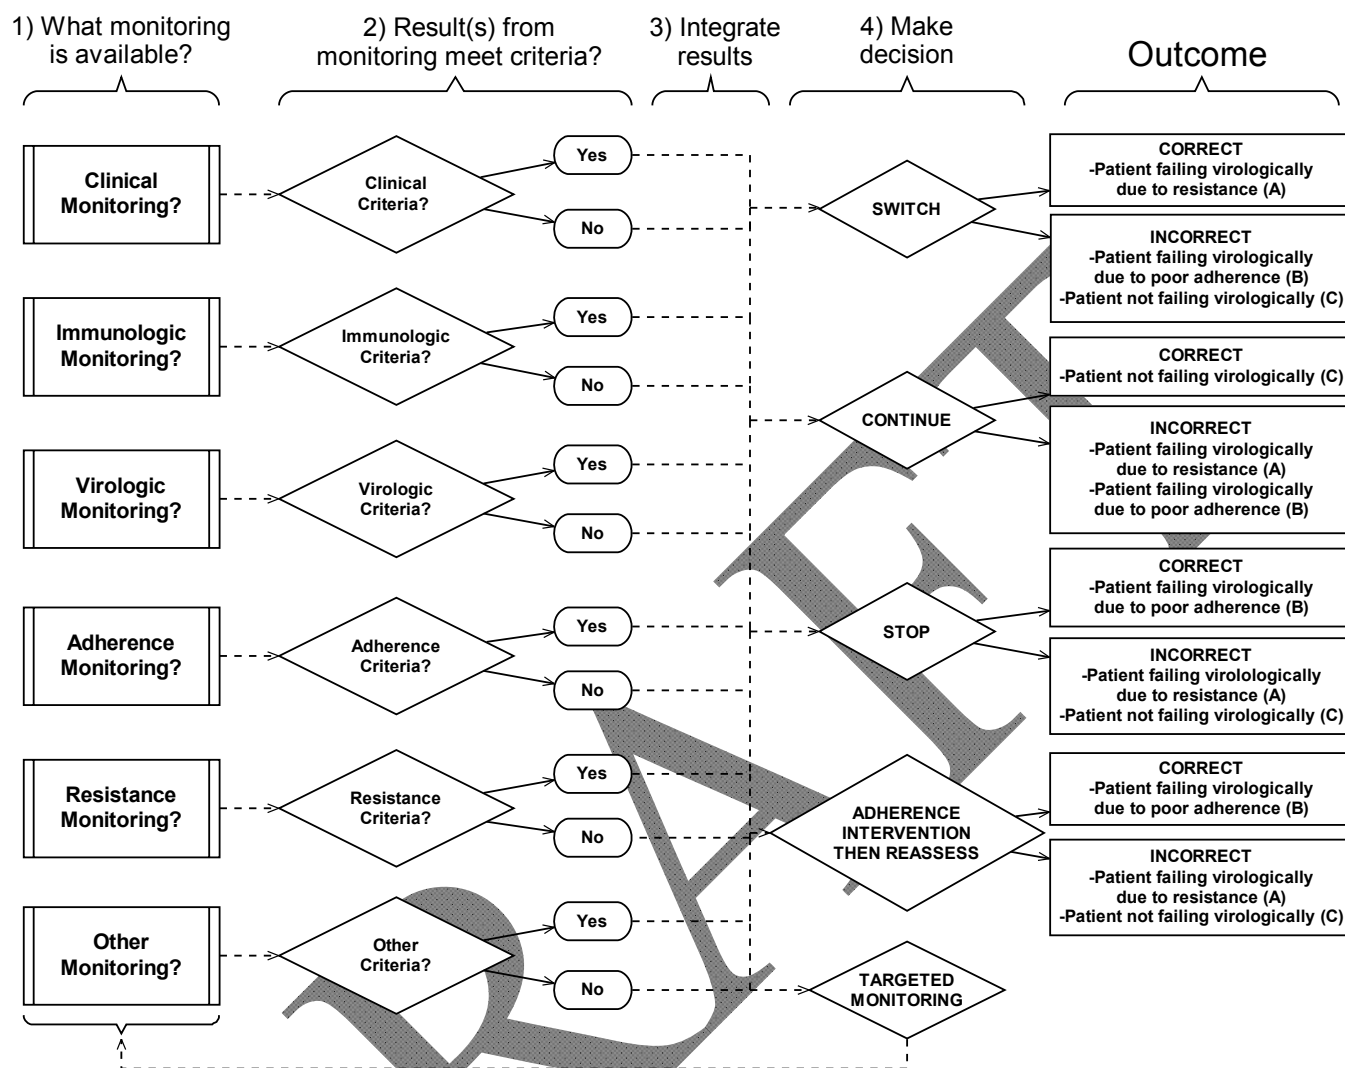 1) What monitoring
is available?
2) Result(s) from
monitoring meet criteria?
3) Integrate
results
4) Make
decision
Outcome
Clinical
Monitoring?
Clinical
Criteria?
Yes
No
Immunologic
Monitoring?
Immunologic
Criteria?
Yes
No
Virologic
Monitoring?
Virologic
Criteria?
Yes
No
Adherence
Monitoring?
Adherence
Criteria?
Yes
No
Resistance
Monitoring?
Resistance
Criteria?
Yes
No
Other
Monitoring?
Other
Criteria?
Yes
No
SWITCH
CORRECT
-Patient failing virologically
due to resistance (A)
INCORRECT
-Patient failing virologically
due to poor adherence (B)
-Patient not failing virologically (C)
CONTINUE
CORRECT
-Patient not failing virologically (C)
INCORRECT
-Patient failing virologically
due to resistance (A)
-Patient failing virologically
due to poor adherence (B)
STOP
CORRECT
-Patient failing virologically
due to poor adherence (B)
INCORRECT
-Patient failing virolologically
due to resistance (A)
-Patient not failing virologically (C)
ADHERENCE
INTERVENTION
THEN REASSESS
CORRECT
-Patient failing virologically
due to poor adherence (B)
INCORRECT
-Patient failing virologically
due to resistance (A)
-Patient not failing virologically (C)
TARGETED
MONITORING